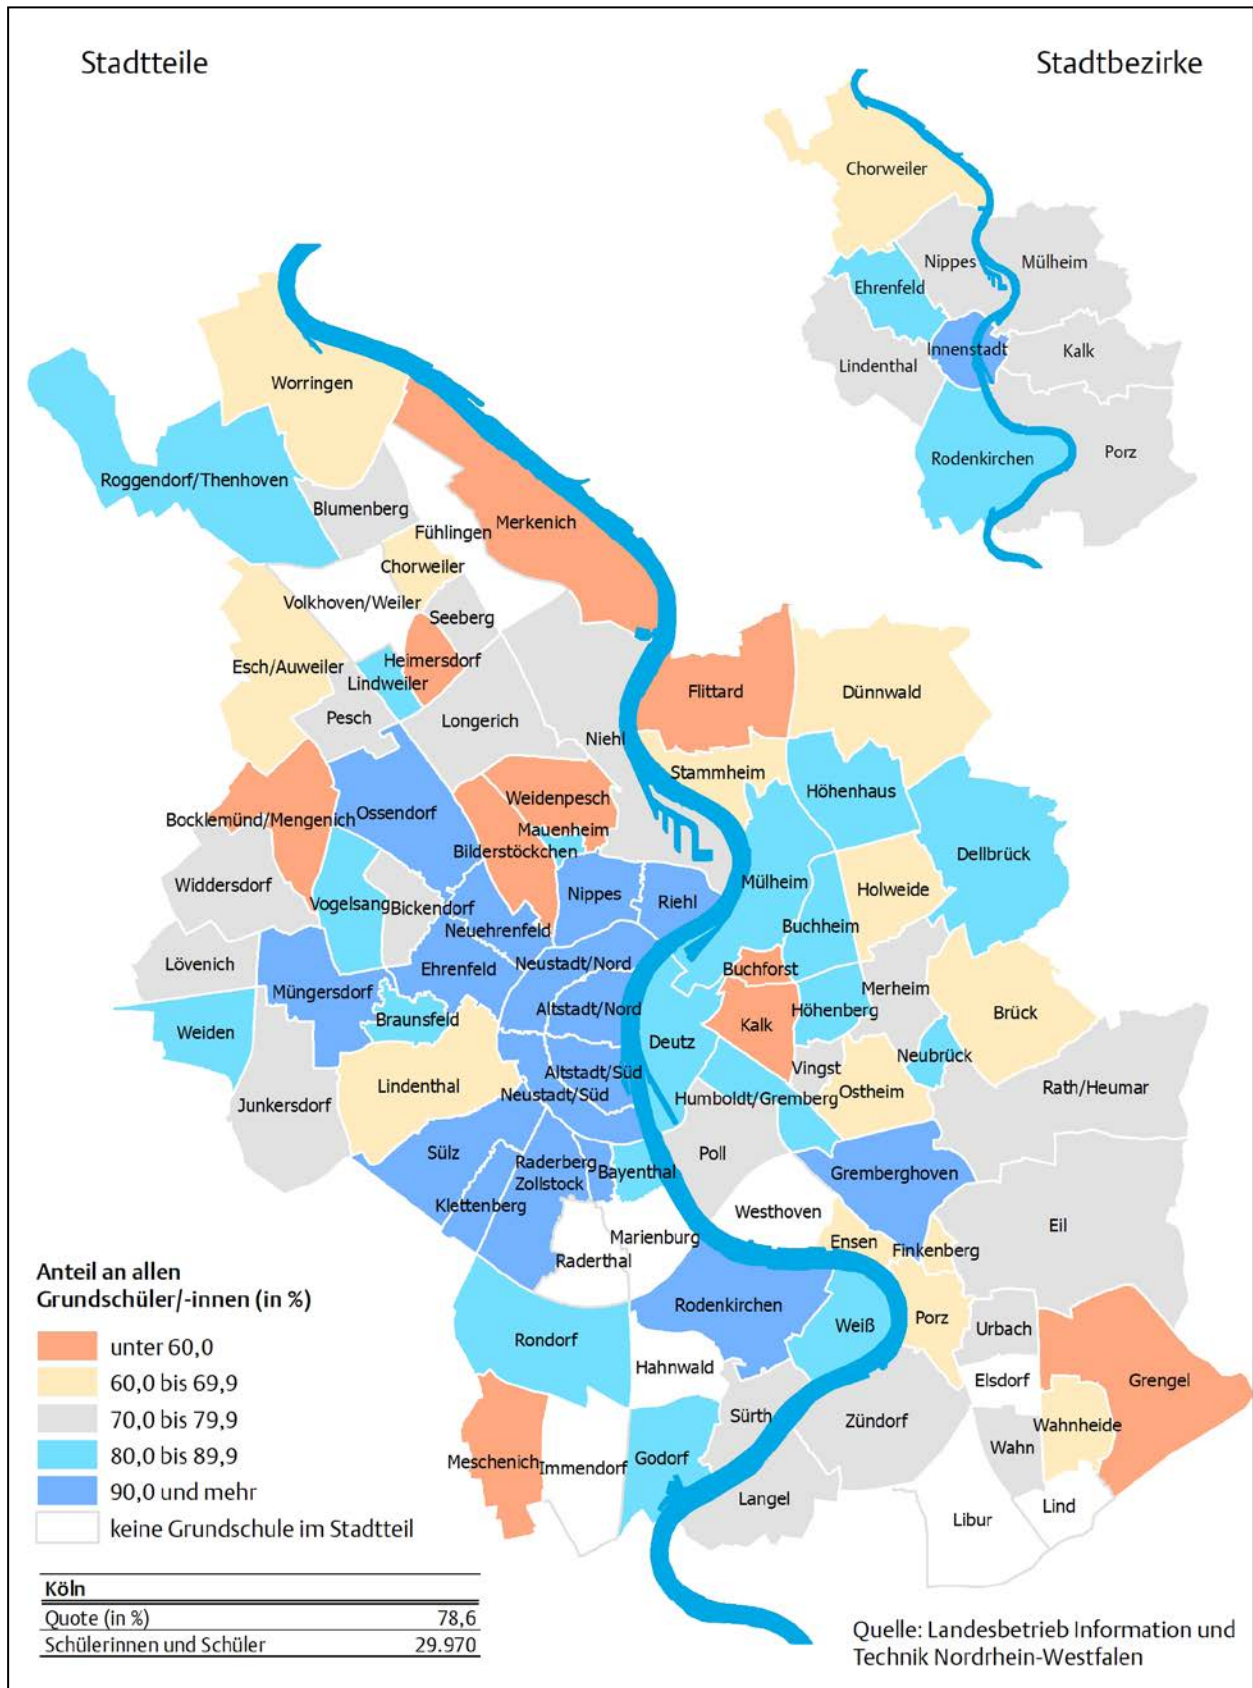 Stadtteile
Stadtbezirke
Chorweiler
Nippes
Mülheim
Ehrenfeld
Innenstadt
Kalk
Lindenthal
Rodenkirchen
Porz
Worringen
Roggendorf/Thenhoven
Blumenberg
Merkenich
Fühlingen
Chorweiler
Volkhoven/Weiler
Seeberg
Esch/Auweiler
Heimersdorf
Lindweiler
Pesch
Longerich
Niehl
Flittard
Dünnwald
Stammheim
Höhenhaus
Weidenpesch
Ossendorf
Bocklemünd/Mengenich
Mauenheim
Bilderstöckchen
Dellbrück
Widdersdorf
Mülheim
Holweide
Nippes
Riehl
Vogelsang
Bickendorf
Buchheim
Neuehrenfeld
Lövenich
Ehrenfeld
Neustadt/Nord
Buchforst
Merheim
Müngersdorf
Altstadt/Nord
Höhenberg
Brück
Weiden
Braunsfeld
Kalk
Deutz
Neubrück
Vingst
Altstadt/Süd
Lindenthal
Neustadt/Süd
Humboldt/Gremberg
Ostheim
Rath/Heumar
Junkersdorf
Sülz
Raderberg
Zollstock
Bayenthal
Poll
Gremberghoven
Klettenberg
Westhoven
Marienburg
Raderthal
Eil
Ensen
Finkenberg
Rodenkirchen
Weiß
Porz
Urbach
Rondorf
Hahnwald
Elsdorf
Grengel
Sürth
Zündorf
Wahnheide
Wahn
Meschenich
Immendorf
Godorf
Langel
Lind
Libur
Anteil an allen
Grundschüler/-innen (in %)
unter 60,0
60,0 bis 69,9
70,0 bis 79,9
80,0 bis 89,9
90,0 und mehr
keine Grundschule im Stadtteil
Köln
Quote (in %) 78,6
Schülerinnen und Schüler 29.970
Quelle: Landesbetrieb Information und
Technik Nordrhein-Westfalen